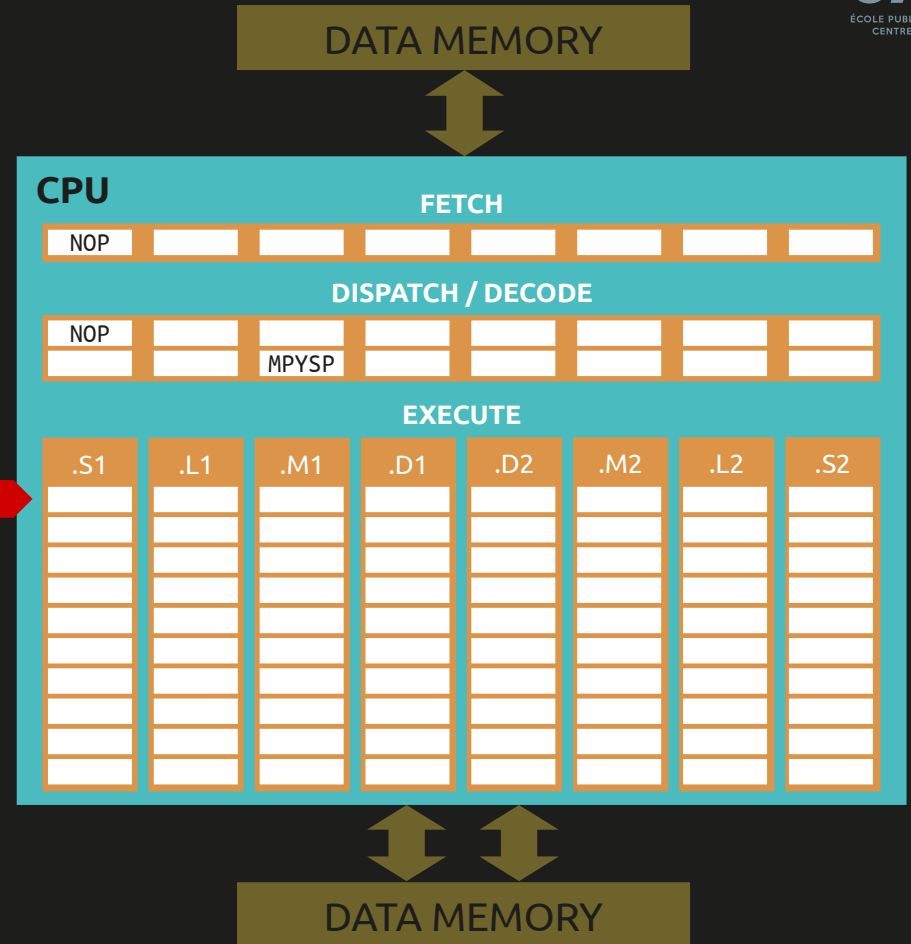 ÉCOLE PUBL
CENTRE
DATA MEMORY
CPU
FETCH
NOP
DISPATCH / DECODE
NOP
MPYSP
EXECUTE
.S1 .L1 .M1 .D1 .D2 .M2 .L2 .S2
DATA MEMORY